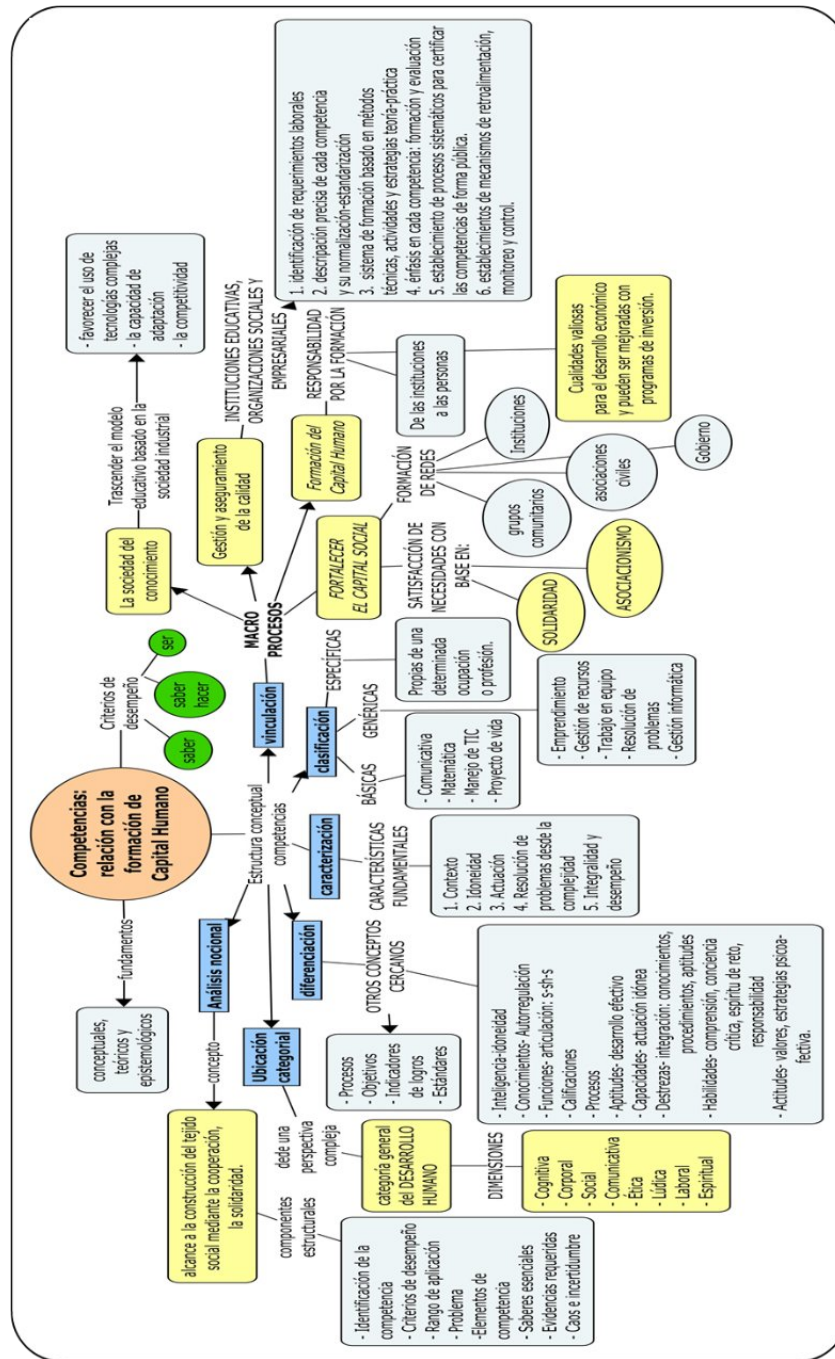 Competencias:
relación con la
formación de
Capital Humano
fundamentos
conceptuales,
teóricos y
epistemológicos
Criterios de
desempeño
saber
saber
hacer
ser
Estructura conceptual
competencias
Análisis nocional
concepto
alcance a la construcción del tejido
social mediante la cooperación,
la solidaridad.
componentes
estructurales
- Identificación de la
competencia
- Criterios de desempeño
- Rango de aplicación
- Problema
-Elementos de
competencia
- Saberes esenciales
- Evidencias requeridas
- Caos e incertidumbre
Ubicación
categorial
dede una
perspectiva
compleja
categoría general
del DESARROLLO
HUMANO
DIMENSIONES
- Cognitiva
- Corporal
- Social
- Comunicativa
- Ética
- Lúdica
- Laboral
- Espiritual
diferenciación
OTROS CONCEPTOS
CERCANOS
- Procesos
- Objetivos
- Indicadores
de logros
- Estándares
- Inteligencia-idoneidad
- Conocimientos- Autorregulación
- Funciones- articulación: s-sh-s
- Calificaciones
- Procesos
- Aptitudes- desarrollo efectivo
- Capacidades- actuación idónea
- Destrezas- integración: conocimientos,
procedimientos, aptitudes
- Habilidades- comprensión, conciencia
crítica, espíritu de reto,
responsabilidad
- Actitudes- valores, estrategias psicoa-
fectiva.
caracterización
CARACTERÍSTICAS
FUNDAMENTALES
1. Contexto
2. Idoneidad
3. Actuación
4. Resolución de
problemas desde la
complejidad
5. Integralidad y
desempeño
clasificación
BÁSICAS
- Comunicativa
- Matemática
- Manejo de TIC
- Proyecto de vida
GENÉRICAS
- Emprendimiento
- Gestión de recursos
- Trabajo en equipo
- Resolución de
problemas
- Gestión informática
ESPECÍFICAS
Propias de una
determinada
ocupación
o profesión.
vinculación
MACRO
PROCESOS
La sociedad del
conocimiento
Trascender el modelo
educativo basado en la
sociedad industrial
- favorecer el uso de
tecnologías complejas
- la capacidad de
adaptación
- la competitividad
Gestión y aseguramiento
de la calidad
INSTITUCIONES EDUCATIVAS,
ORGANIZACIONES SOCIALES Y
EMPRESARIALES
1. identificación de requerimientos laborales
2. descripción precisa de cada competencia
y su normalización-estandarización
3. sistema de formación basado en métodos
técnicas, actividades y estrategias teoría-práctica
4. énfasis en cada competencia: formación y evaluación
5. establecimiento de procesos sistemáticos para certificar
las competencias de forma pública.
6. establecimientos de mecanismos de retroalimentación,
monitoreo y control.
Formación del
Capital Humano
RESPONSABILIDAD
POR LA FORMACIÓN
De las instituciones
a las personas
Cualidades valiosas
para el desarrollo económico
y pueden ser mejoradas con
programas de inversión.
FORTALECER
EL CAPITAL SOCIAL
SATISFACCIÓN DE
NECESIDADES CON
BASE EN:
SOLIDARIDAD
ASOCIACIONISMO
FORMACIÓN
DE REDES
grupos
comunitarios
Instituciones
asociaciones
civiles
Gobierno